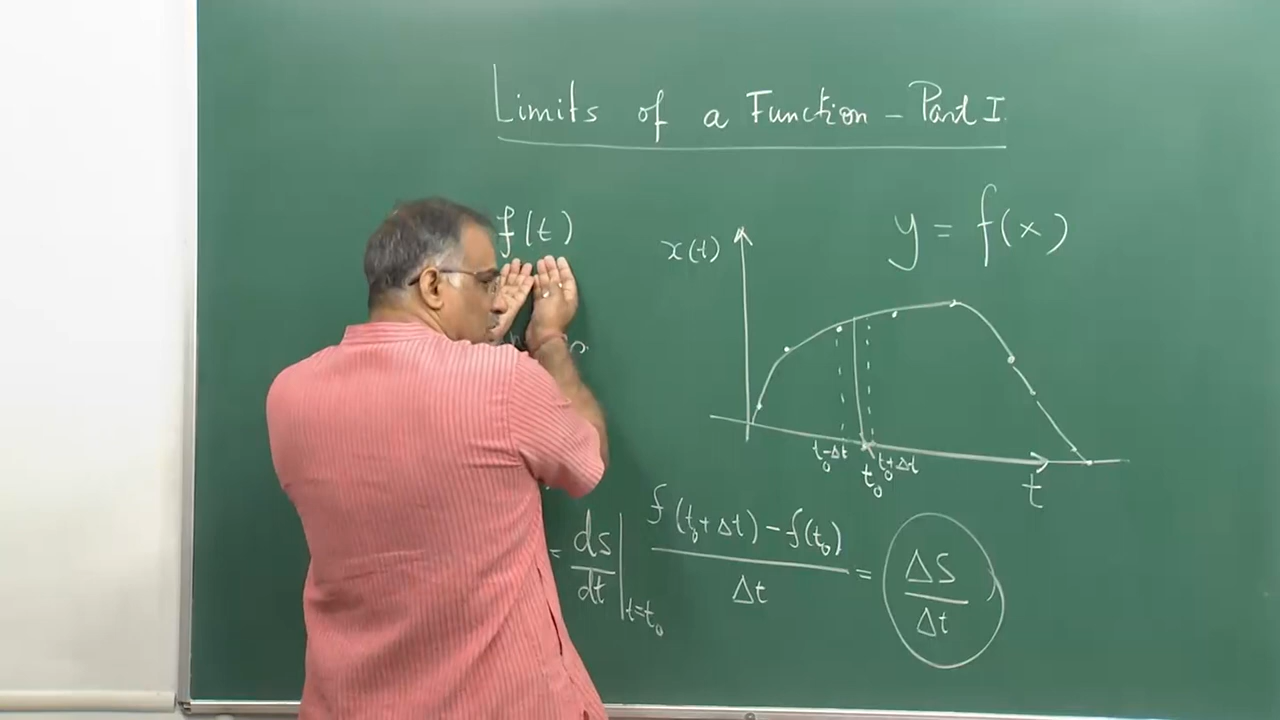 Limits of a Function - Part I
f(t)
x(t)
y = f(x)
t₀-Δt
t₀
t₀+Δt
t
= ds/dt |t=t₀
(f(t₀+Δt) - f(t₀))/Δt = ΔS/Δt